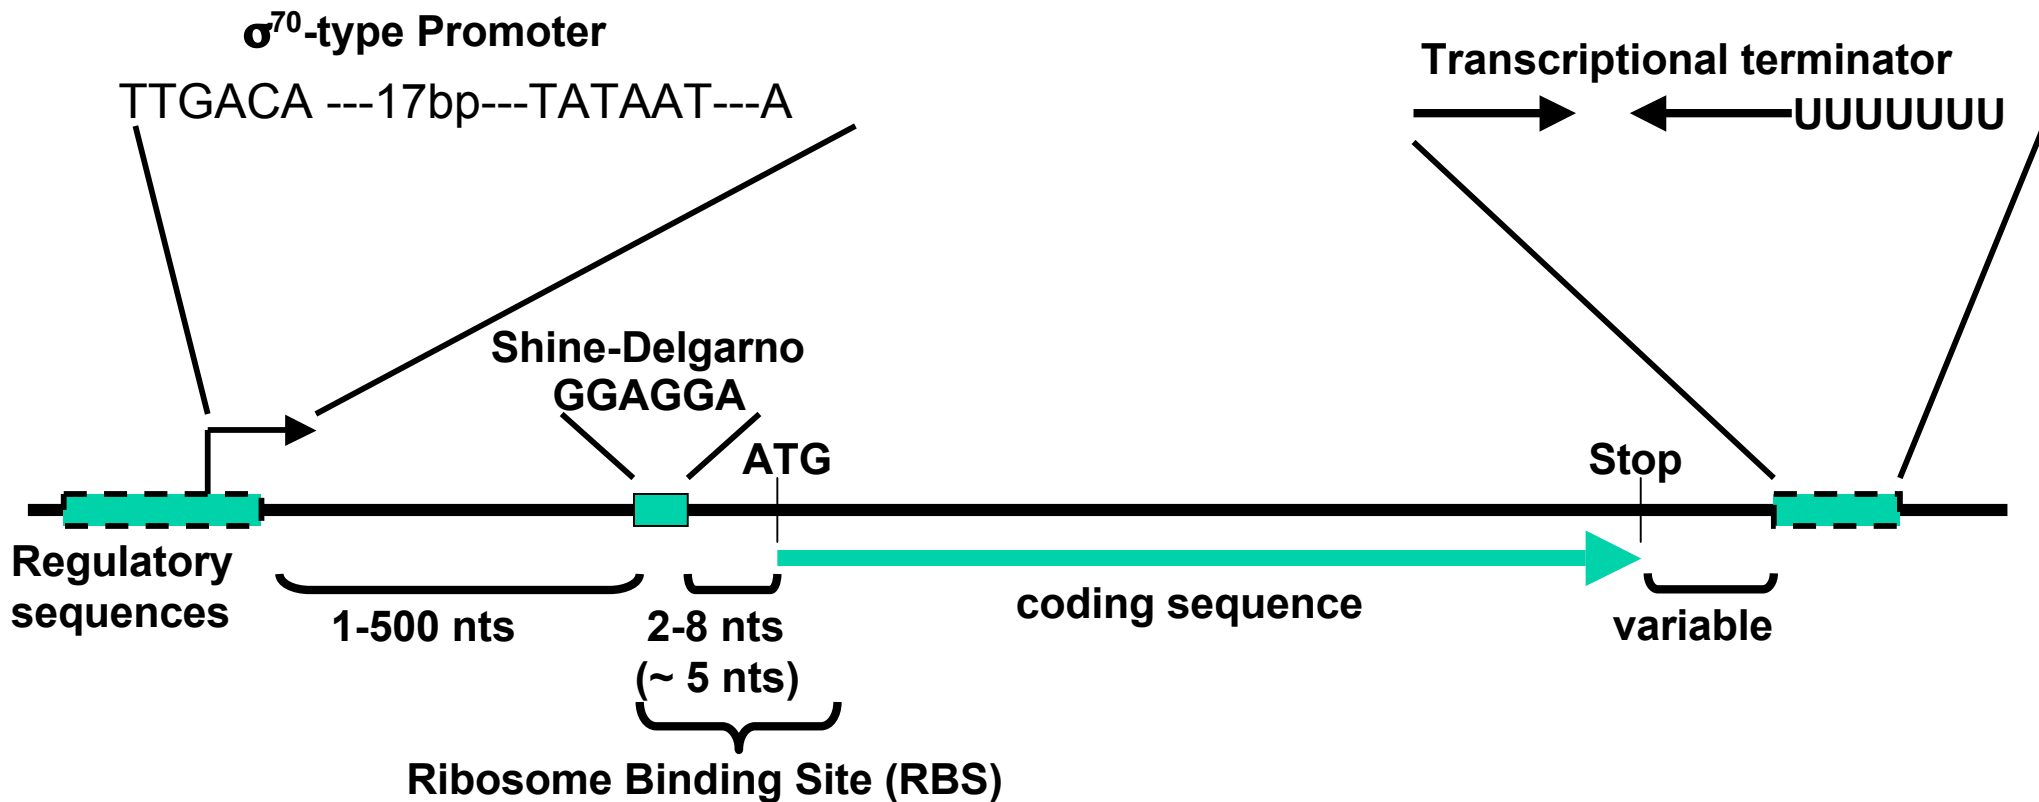 σ⁷⁰-type Promoter
TTGACA ---17bp---TATAAT---A
Transcriptional terminator
UUUUUUU
Shine-Delgarno
GGAGGA
ATG
Stop
Regulatory
sequences
1-500 nts
2-8 nts
(~ 5 nts)
coding sequence
variable
Ribosome Binding Site (RBS)